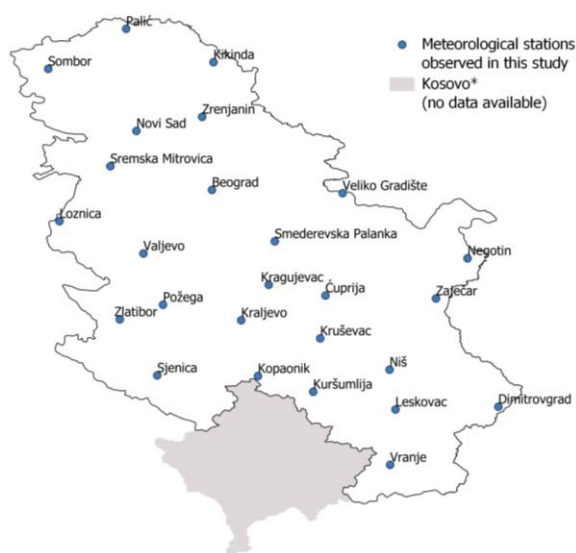 Palić
Sombor
Kikinda
Meteorological stations
observed in this study
Kosovo*
(no data available)
Zrenjanin
Novi Sad
Sremska Mitrovica
Beograd
Veliko Gradište
Loznica
Smederevska Palanka
Valjevo
Negotin
Kragujevac
Ćuprija
Zaječar
Požega
Zlatibor
Kraljevo
Kruševac
Sjenica
Kopaonik
Niš
Kuršumlija
Dimitrovgrad
Leskovac
Vranje